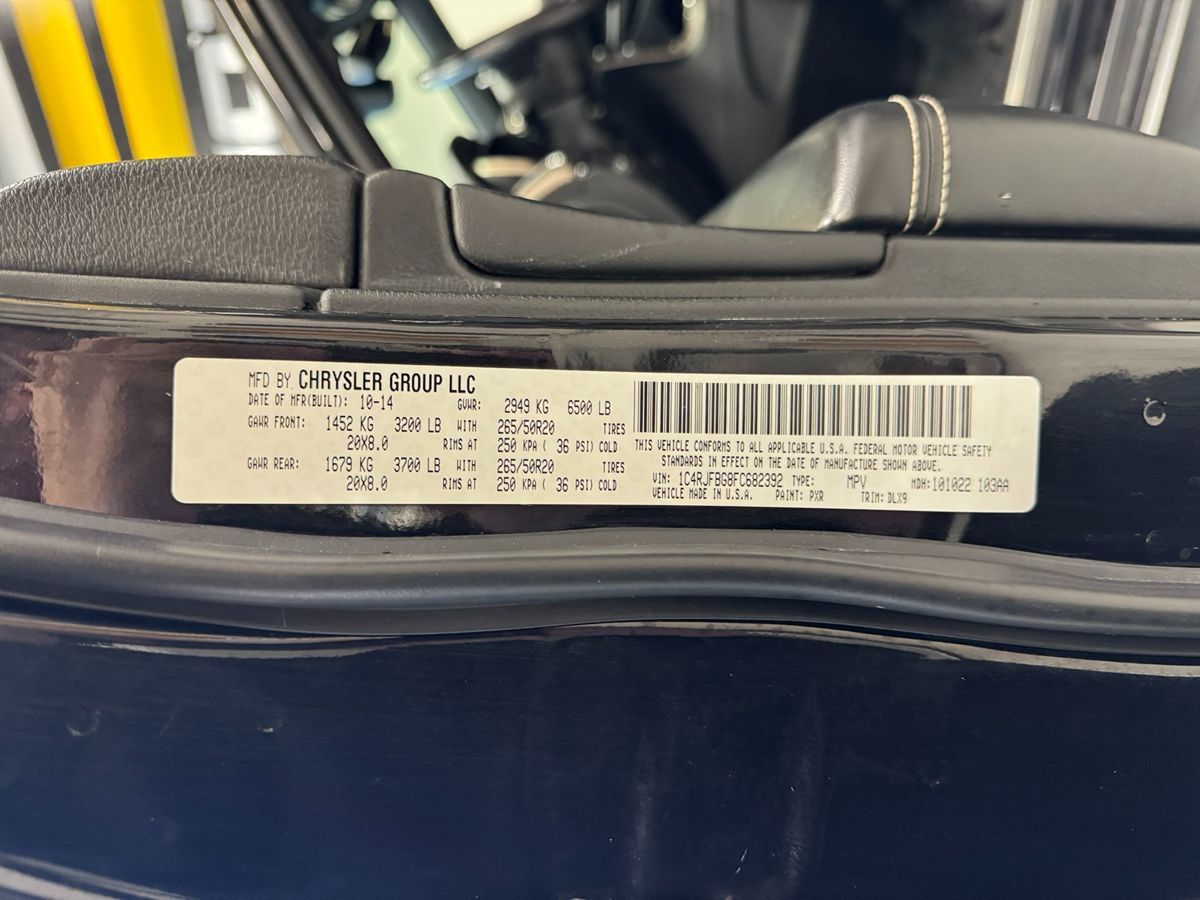 MFD BY CHRYSLER GROUP LLC
DATE OF MFR(BUILT): 10-14 GVWR: 2949 KG 6500 LB
GAWR FRONT: 1452 KG 3200 LB WITH 265/50R20 TIRES
20X8.0 RIMS AT 250 KPA ( 36 PSI) COLD
GAWR REAR: 1679 KG 3700 LB WITH 265/50R20 TIRES
20X8.0 RIMS AT 250 KPA ( 36 PSI) COLD
THIS VEHICLE CONFORMS TO ALL APPLICABLE U.S.A. FEDERAL MOTOR VEHICLE SAFETY
STANDARDS IN EFFECT ON THE DATE OF MANUFACTURE SHOWN ABOVE.
VIN: 1C4RJFBG8FC682392 TYPE: MPV MDH: 101022 103AA
VEHICLE MADE IN U.S.A. PAINT: PXR TRIM: DLX9